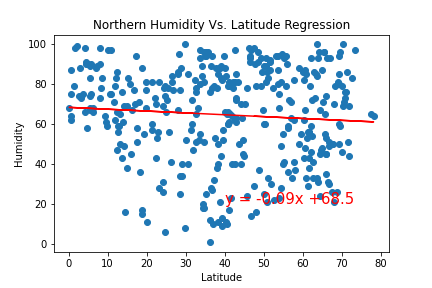 Northern Humidity Vs. Latitude Regression
100
80
60
40
20
0
Humidity
y = -0.09x +68.5
0 10 20 30 40 50 60 70 80
Latitude